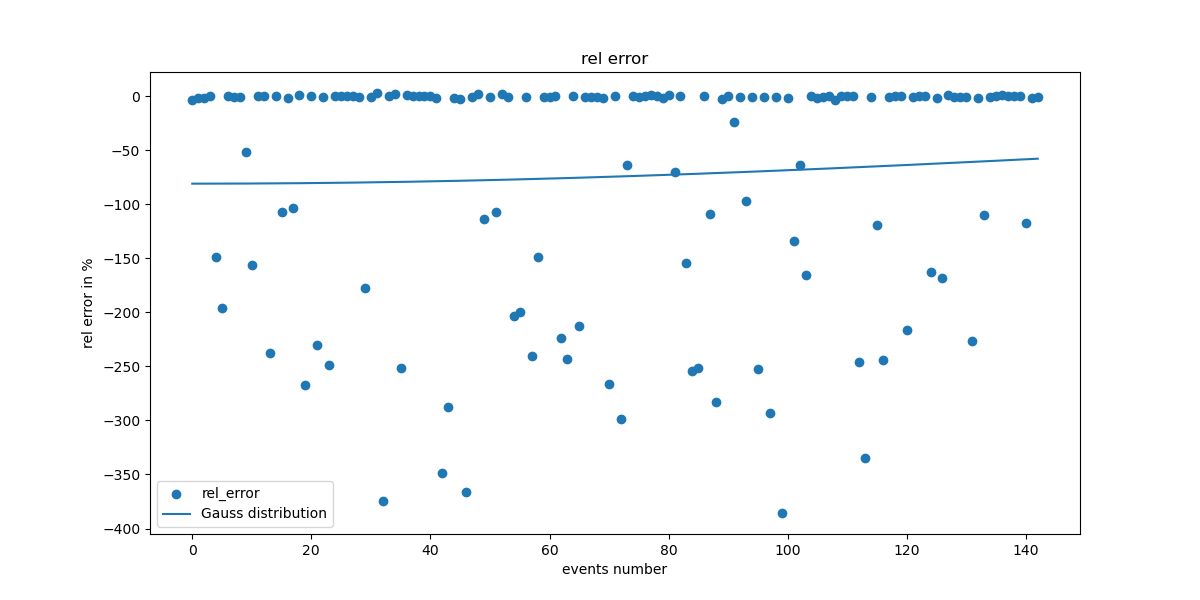 rel error
rel error in %
0
−50
−100
−150
−200
−250
−300
−350
−400
rel_error
Gauss distribution
0 20 40 60 80 100 120 140
events number